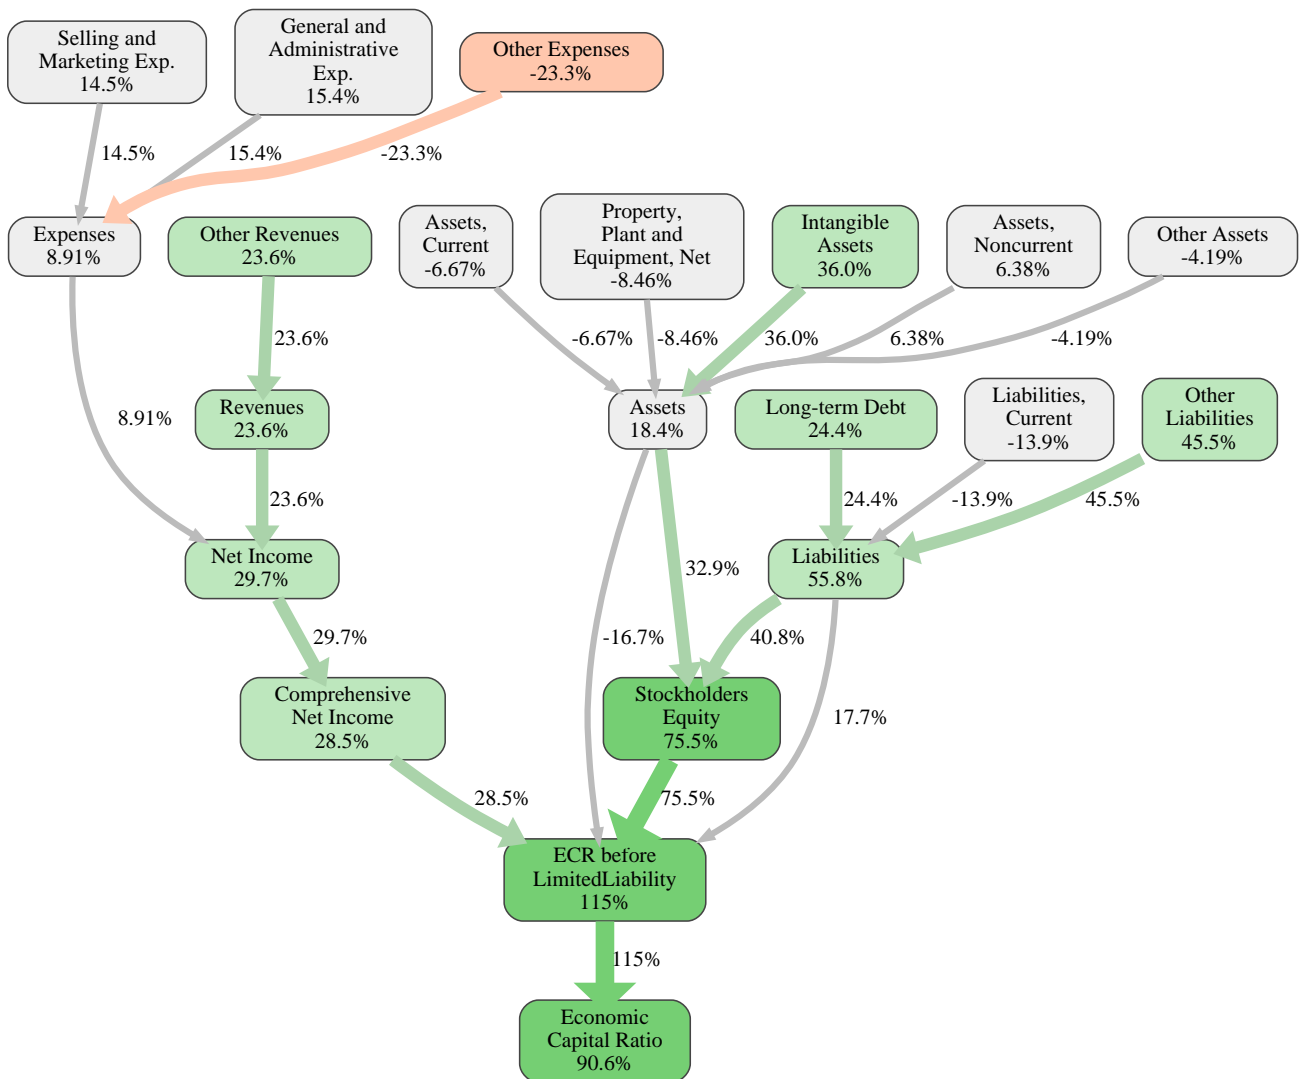 Selling and
Marketing Exp.
14.5%
General and
Administrative
Exp.
15.4%
Other Expenses
-23.3%
14.5%
15.4%
-23.3%
Expenses
8.91%
Other Revenues
23.6%
Assets,
Current
-6.67%
Property,
Plant and
Equipment, Net
-8.46%
Intangible
Assets
36.0%
Assets,
Noncurrent
6.38%
Other Assets
-4.19%
23.6%
-6.67%
-8.46%
36.0%
6.38%
-4.19%
8.91%
Revenues
23.6%
Assets
18.4%
Long-term Debt
24.4%
Liabilities,
Current
-13.9%
Other
Liabilities
45.5%
23.6%
24.4%
-13.9%
45.5%
Net Income
29.7%
32.9%
Liabilities
55.8%
29.7%
-16.7%
40.8%
Comprehensive
Net Income
28.5%
Stockholders
Equity
75.5%
17.7%
28.5%
75.5%
ECR before
LimitedLiability
115%
115%
Economic
Capital Ratio
90.6%